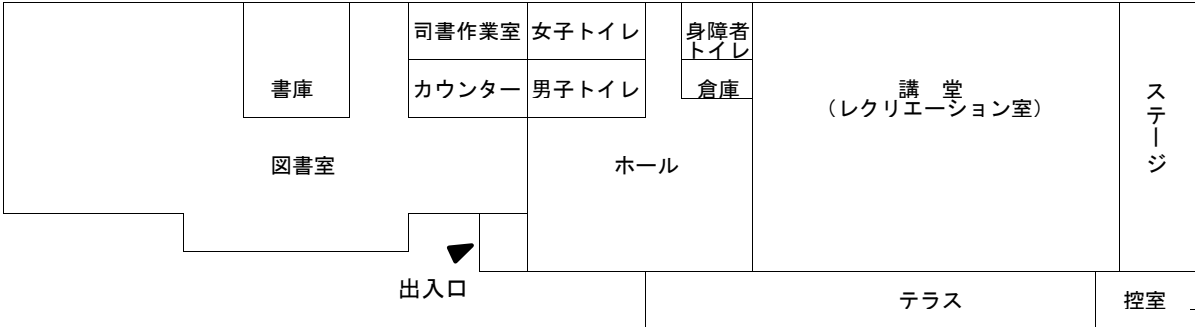 司書作業室
女子トイレ
身障者
トイレ
書庫
カウンター
男子トイレ
倉庫
講　堂
（レクリエーション室）
ステージ
図書室
ホール
出入口
テラス
控室